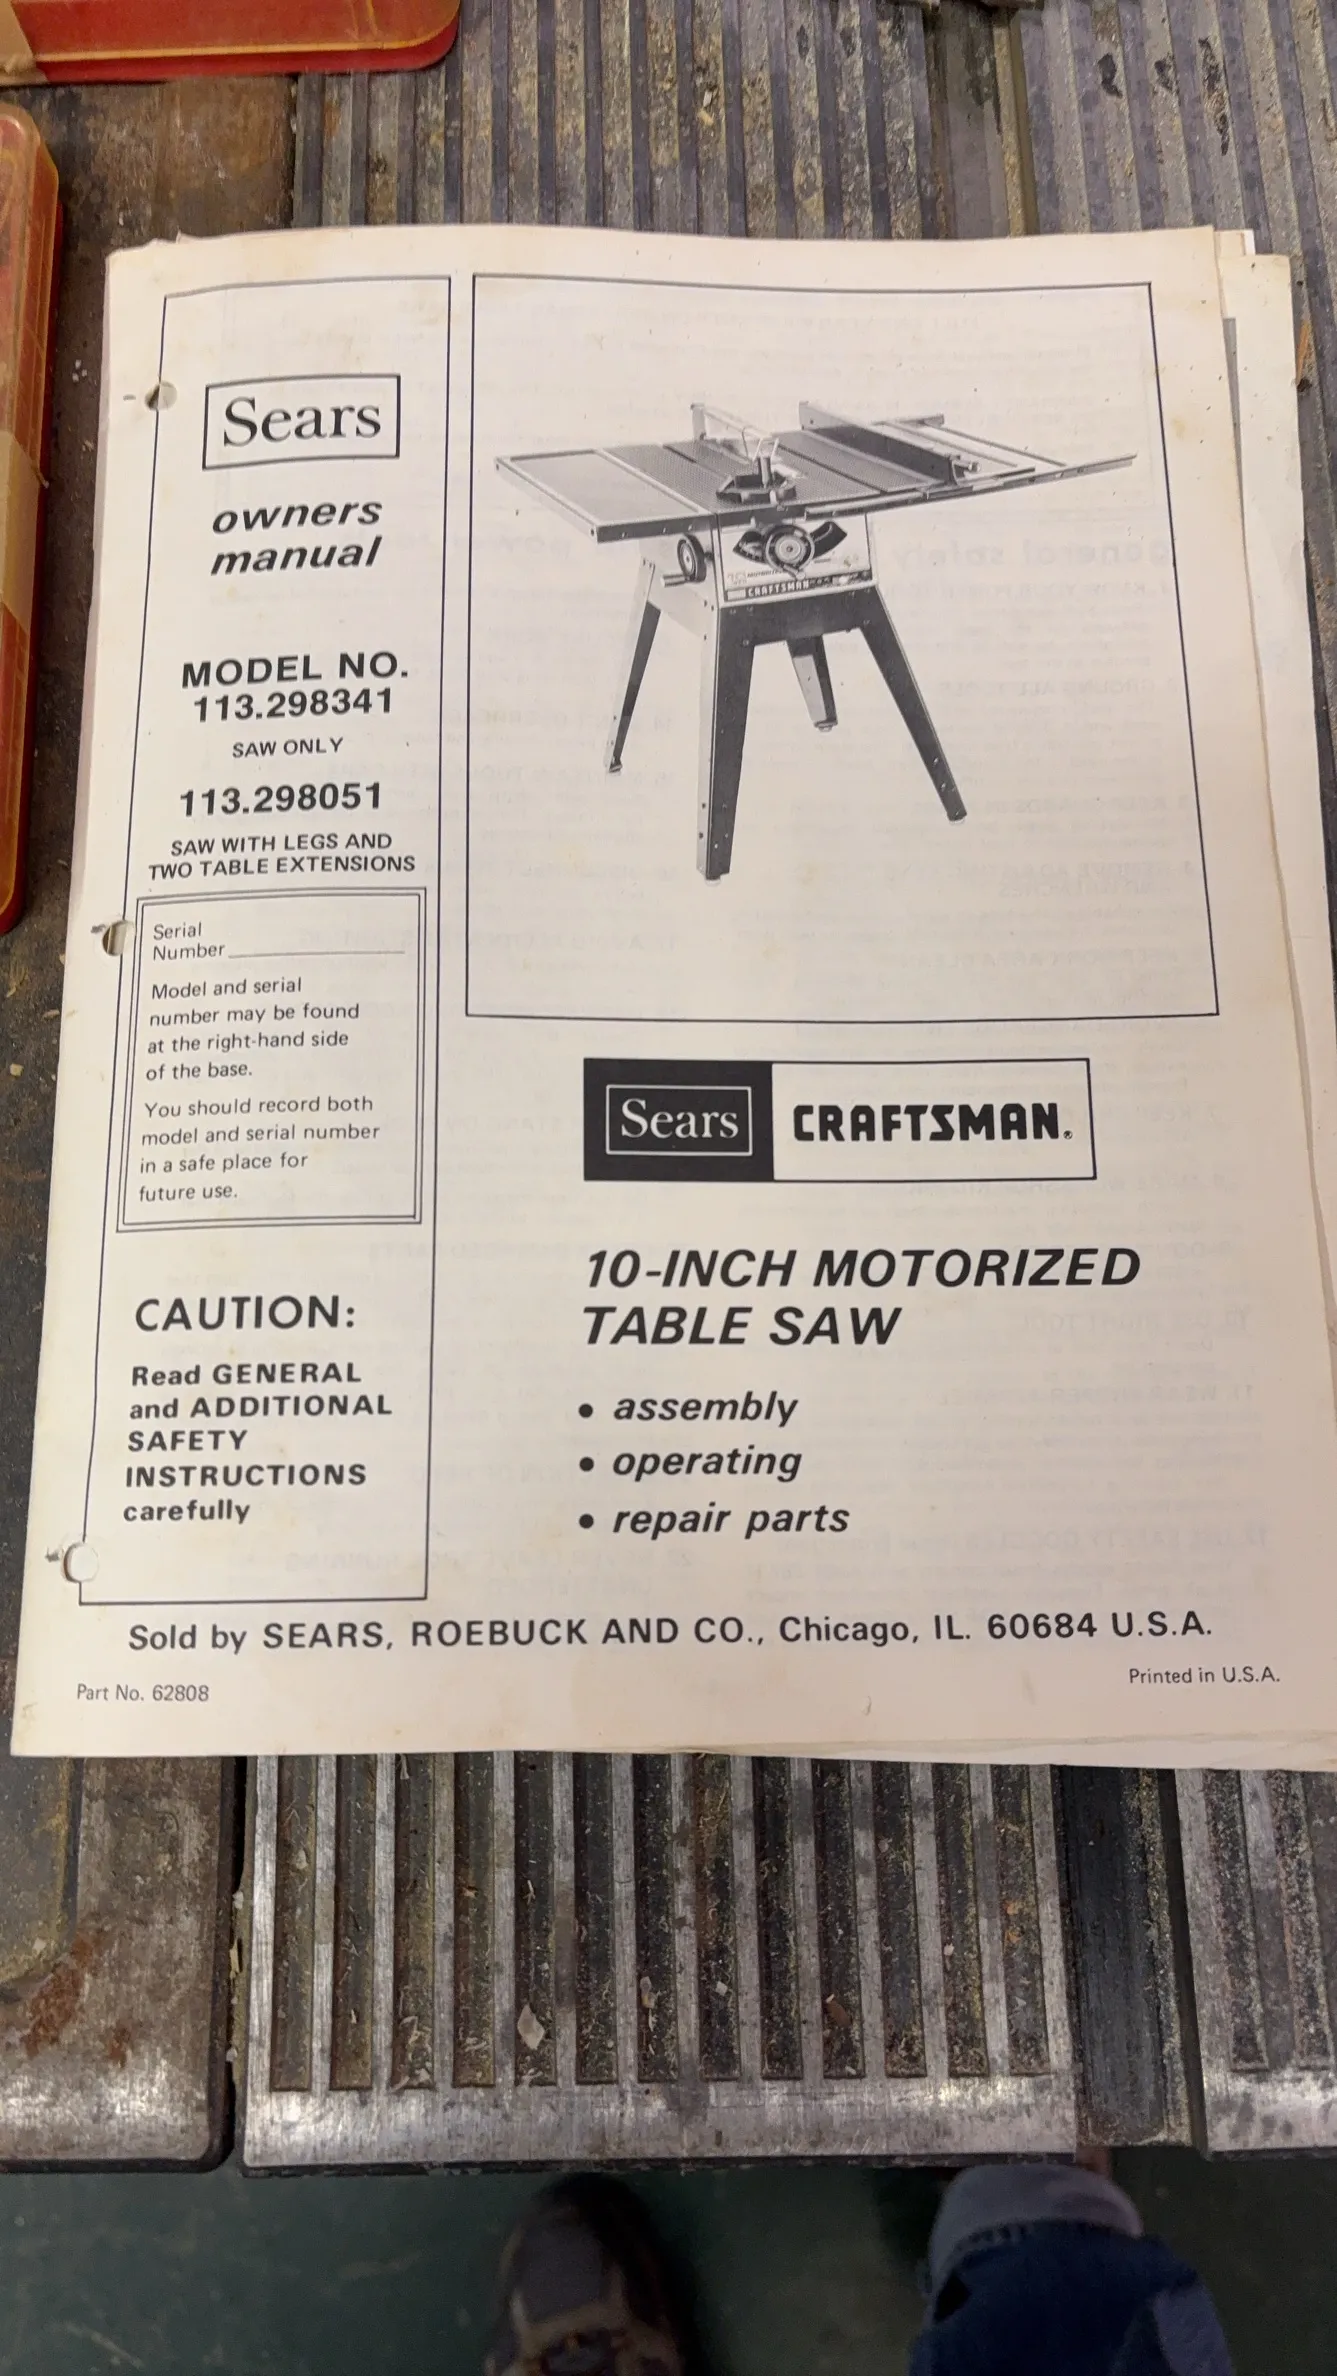 Sears
owners
manual
MODEL NO.
113.298341
SAW ONLY
113.298051
SAW WITH LEGS AND
TWO TABLE EXTENSIONS
Serial
Number
Model and serial
number may be found
at the right-hand side
of the base.
You should record both
model and serial number
in a safe place for
future use.
CAUTION:
Read GENERAL
and ADDITIONAL
SAFETY
INSTRUCTIONS
carefully
CRAFTSMAN
Sears CRAFTSMAN®
10-INCH MOTORIZED
TABLE SAW
• assembly
• operating
• repair parts
Sold by SEARS, ROEBUCK AND CO., Chicago, IL. 60684 U.S.A.
Part No. 62808
Printed in U.S.A.